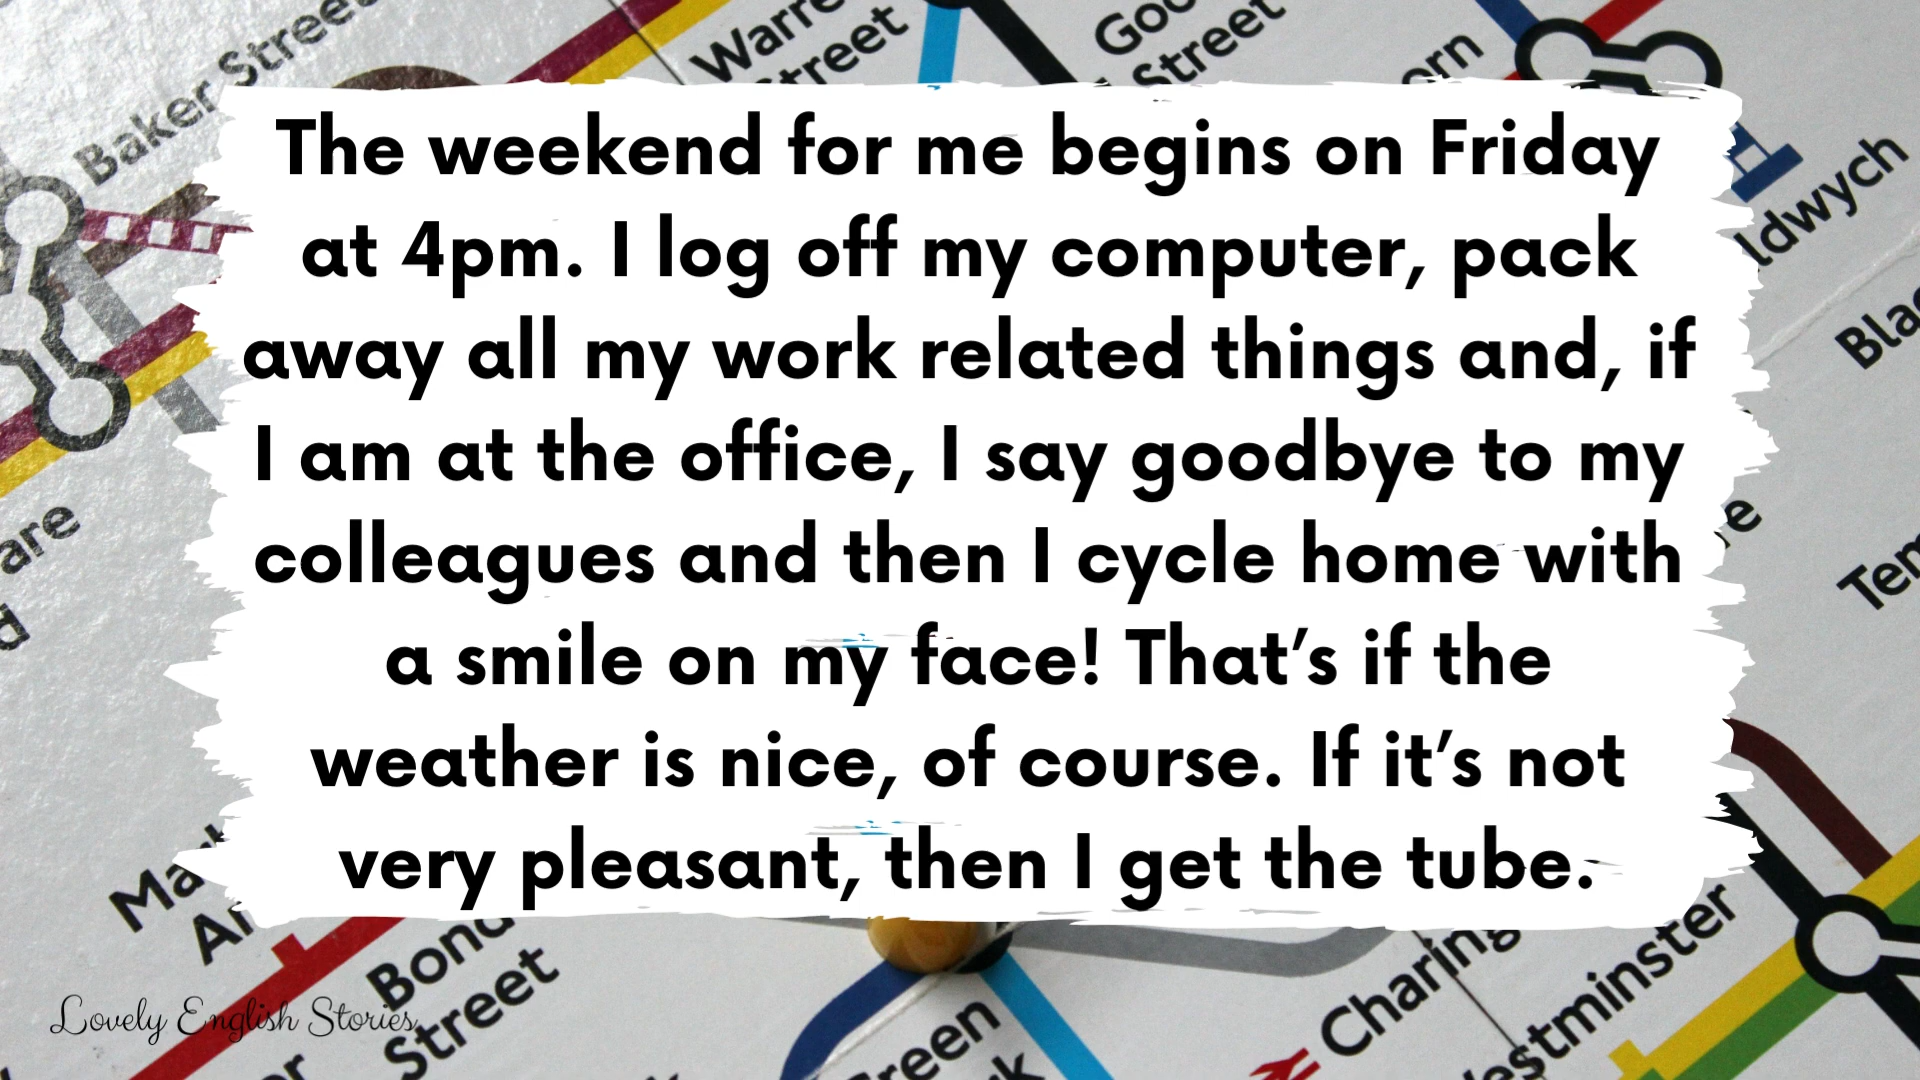 Baker Street
Street
Street
The weekend for me begins on Friday
at 4pm. I log off my computer, pack
away all my work related things and, if
I am at the office, I say goodbye to my
colleagues and then I cycle home with
a smile on my face! That’s if the
weather is nice, of course. If it’s not
very pleasant, then I get the tube.
Bond
Street
Charing
Lovely English Stories